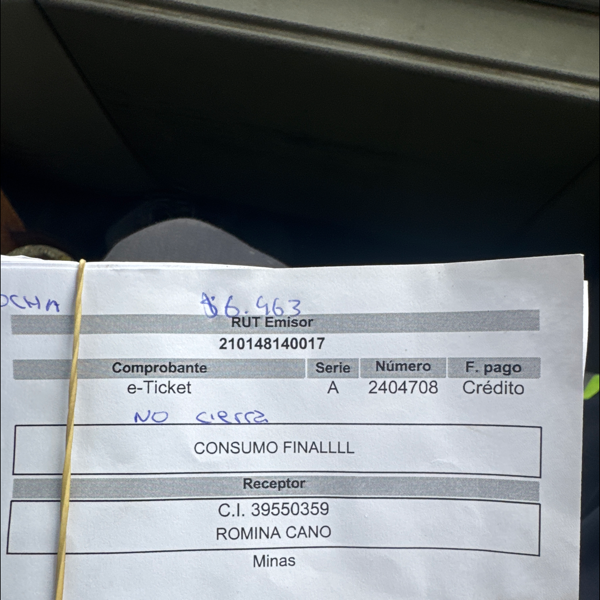 OCHA $6.463
RUT Emisor
210148140017
Comprobante Serie Número F. pago
e-Ticket A 2404708 Crédito
NO cierra
CONSUMO FINALLLL
Receptor
C.I. 39550359
ROMINA CANO
Minas